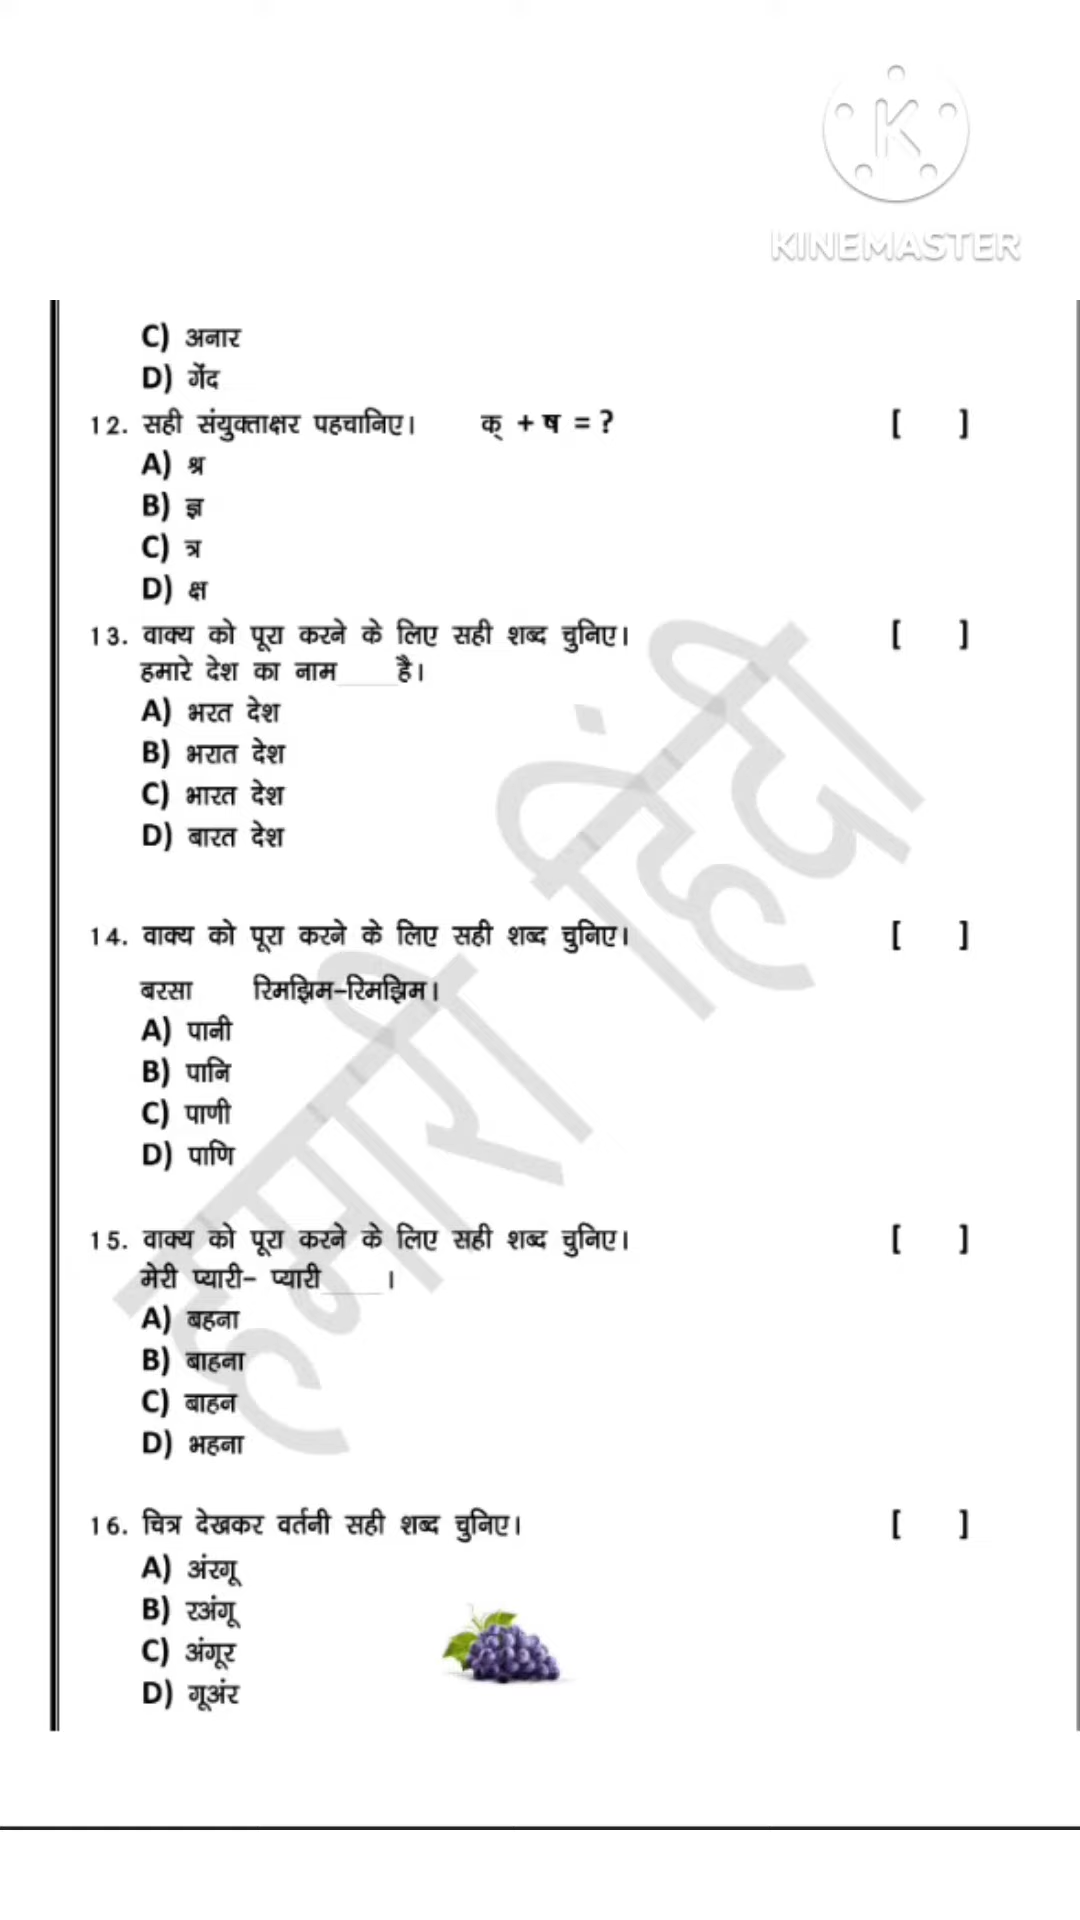 KINEMASTER
C) अनार
D) गेंद
12. सही संयुक्ताक्षर पहचानिए। क् + ष = ? [ ]
A) श्र
B) ज्ञ
C) त्र
D) क्ष
13. वाक्य को पूरा करने के लिए सही शब्द चुनिए। [ ]
हमारे देश का नाम____है।
A) भरत देश
B) भरात देश
C) भारत देश
D) बारत देश
14. वाक्य को पूरा करने के लिए सही शब्द चुनिए। [ ]
बरसा रिमझिम-रिमझिम।
A) पानी
B) पानि
C) पाणी
D) पाणि
15. वाक्य को पूरा करने के लिए सही शब्द चुनिए। [ ]
मेरी प्यारी- प्यारी____।
A) बहना
B) बाहना
C) बाहन
D) भहना
16. चित्र देखकर वर्तनी सही शब्द चुनिए। [ ]
A) अंरगू
B) रअंगू
C) अंगूर
D) गूअंर
हमारी हिंदी